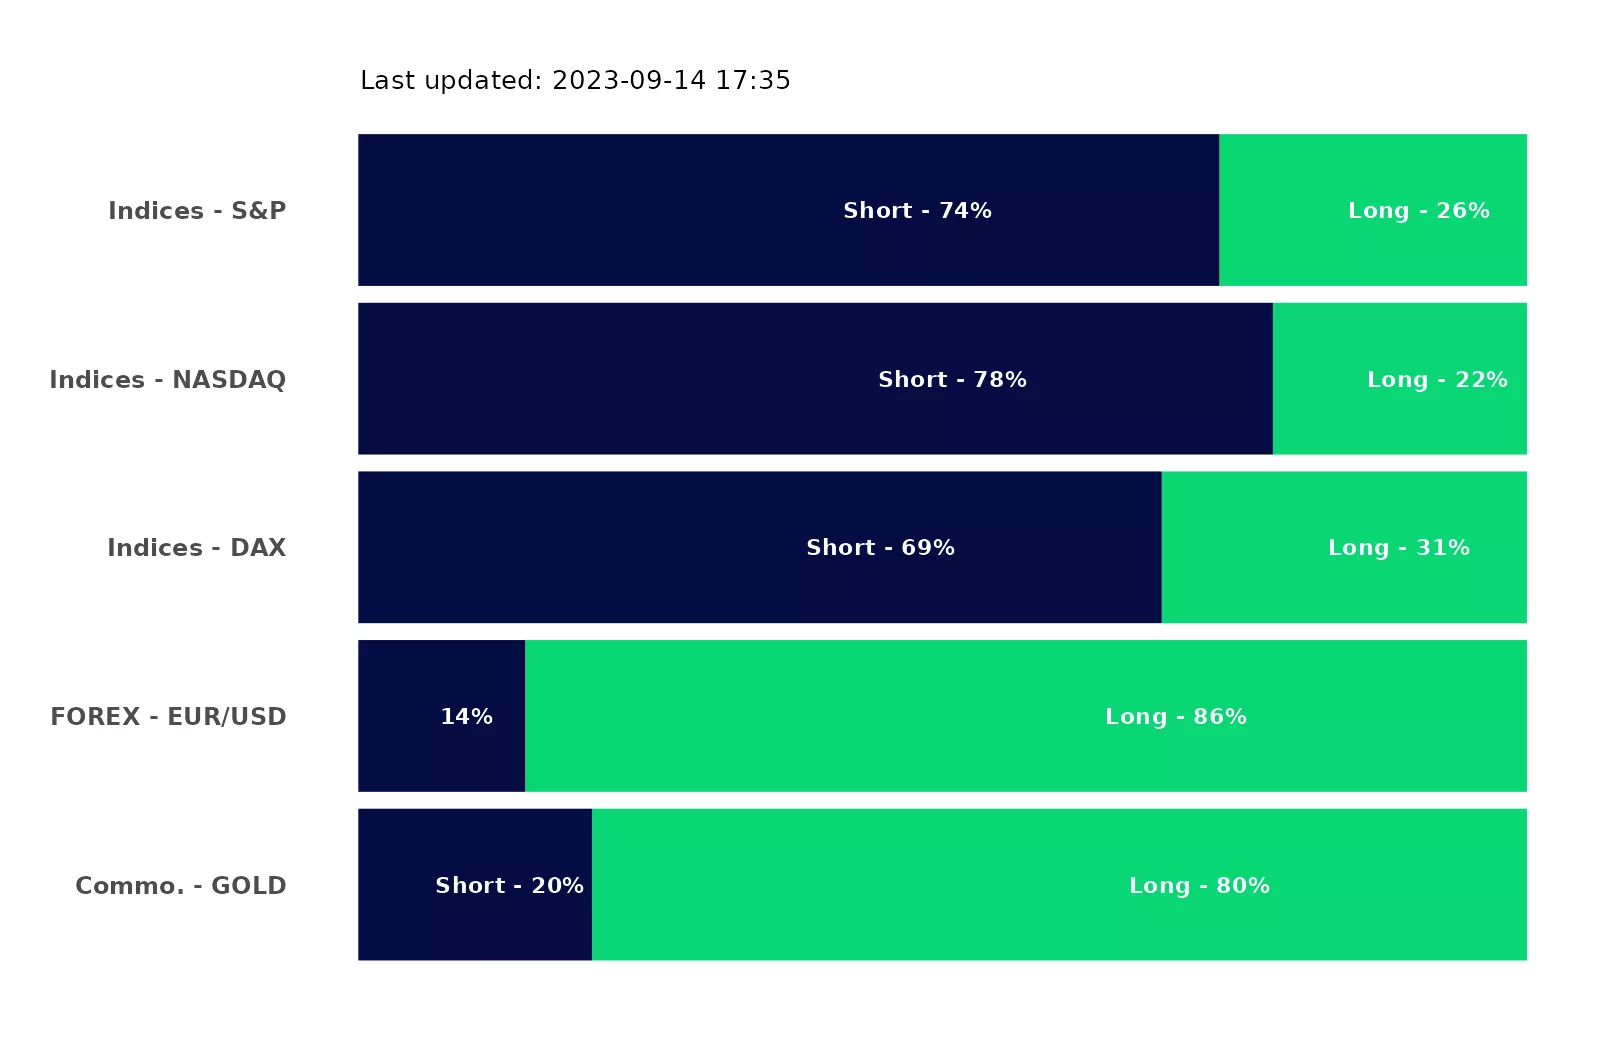 Last updated: 2023-09-14 17:35
Indices - S&P Short - 74% Long - 26%
Indices - NASDAQ Short - 78% Long - 22%
Indices - DAX Short - 69% Long - 31%
FOREX - EUR/USD 14% Long - 86%
Commo. - GOLD Short - 20% Long - 80%